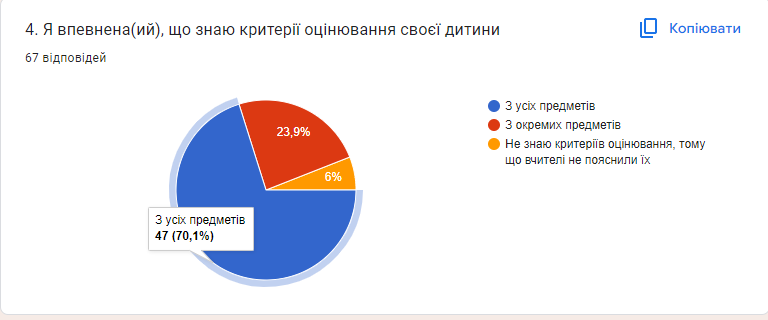 4. Я впевнена(ий), що знаю критерії оцінювання своєї дитини
Копіювати
67 відповідей
23,9%
6%
З усіх предметів
47 (70,1%)
З усіх предметів
З окремих предметів
Не знаю критеріїв оцінювання, тому
що вчителі не пояснили їх